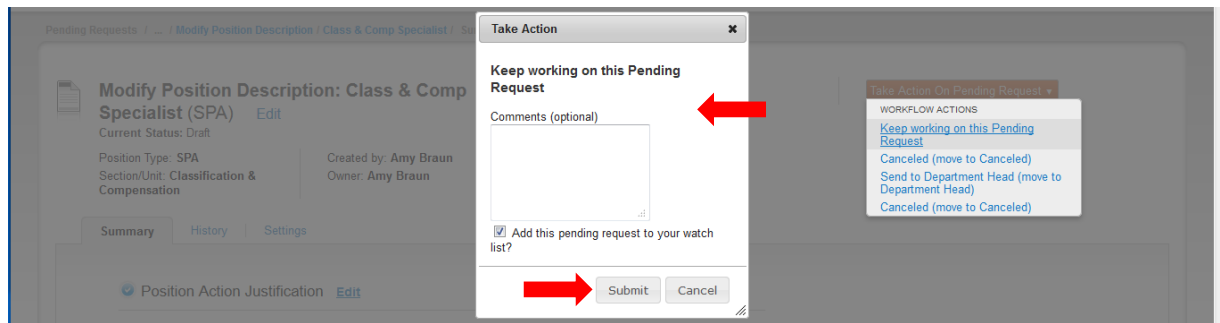 Pending Requests / ... / Modify Position Description / Class & Comp Specialist / Su
Modify Position Description: Class & Comp
Specialist (SPA) Edit
Current Status: Draft
Position Type: SPA
Section/Unit: Classification &
Compensation
Created by: Amy Braun
Owner: Amy Braun
Summary History Settings
Position Action Justification Edit
Take Action
Keep working on this Pending
Request
Comments (optional)
Add this pending request to your watch
list?
Submit Cancel
Take Action On Pending Request
WORKFLOW ACTIONS
Keep working on this Pending
Request
Canceled (move to Canceled)
Send to Department Head (move to
Department Head)
Canceled (move to Canceled)